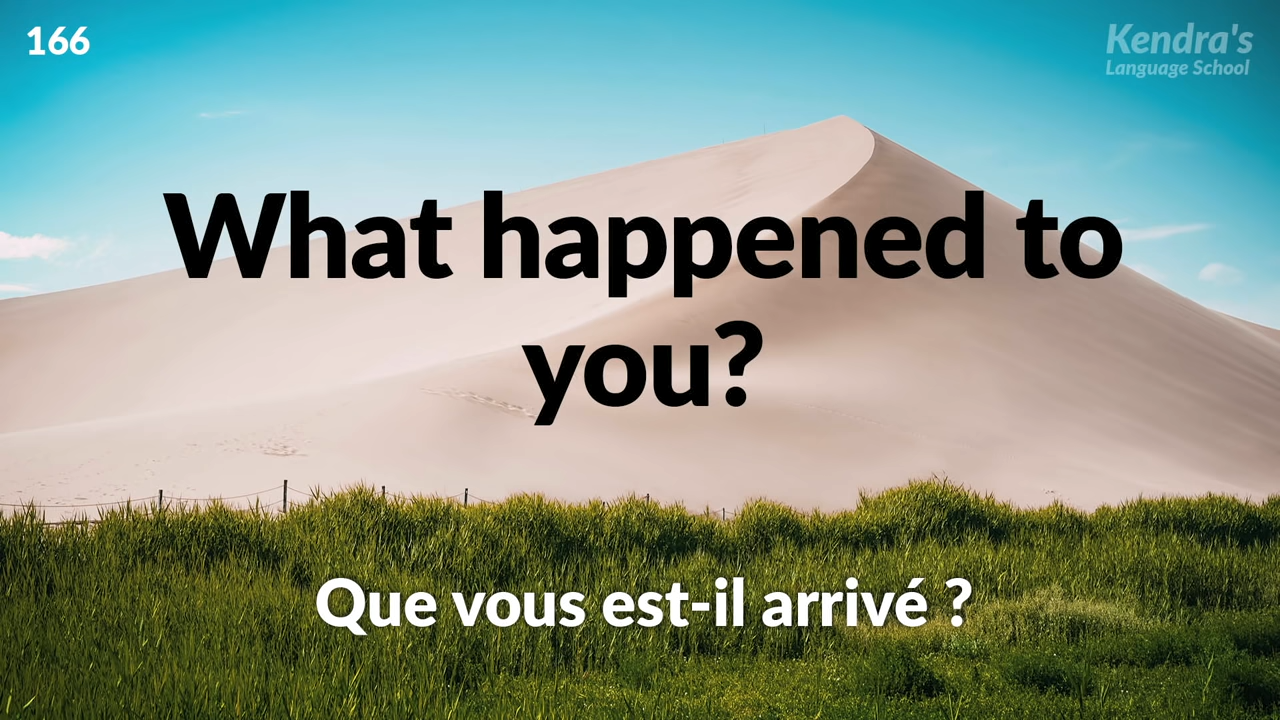 166
Kendra's
Language School
What happened to
you?
Que vous est-il arrivé ?